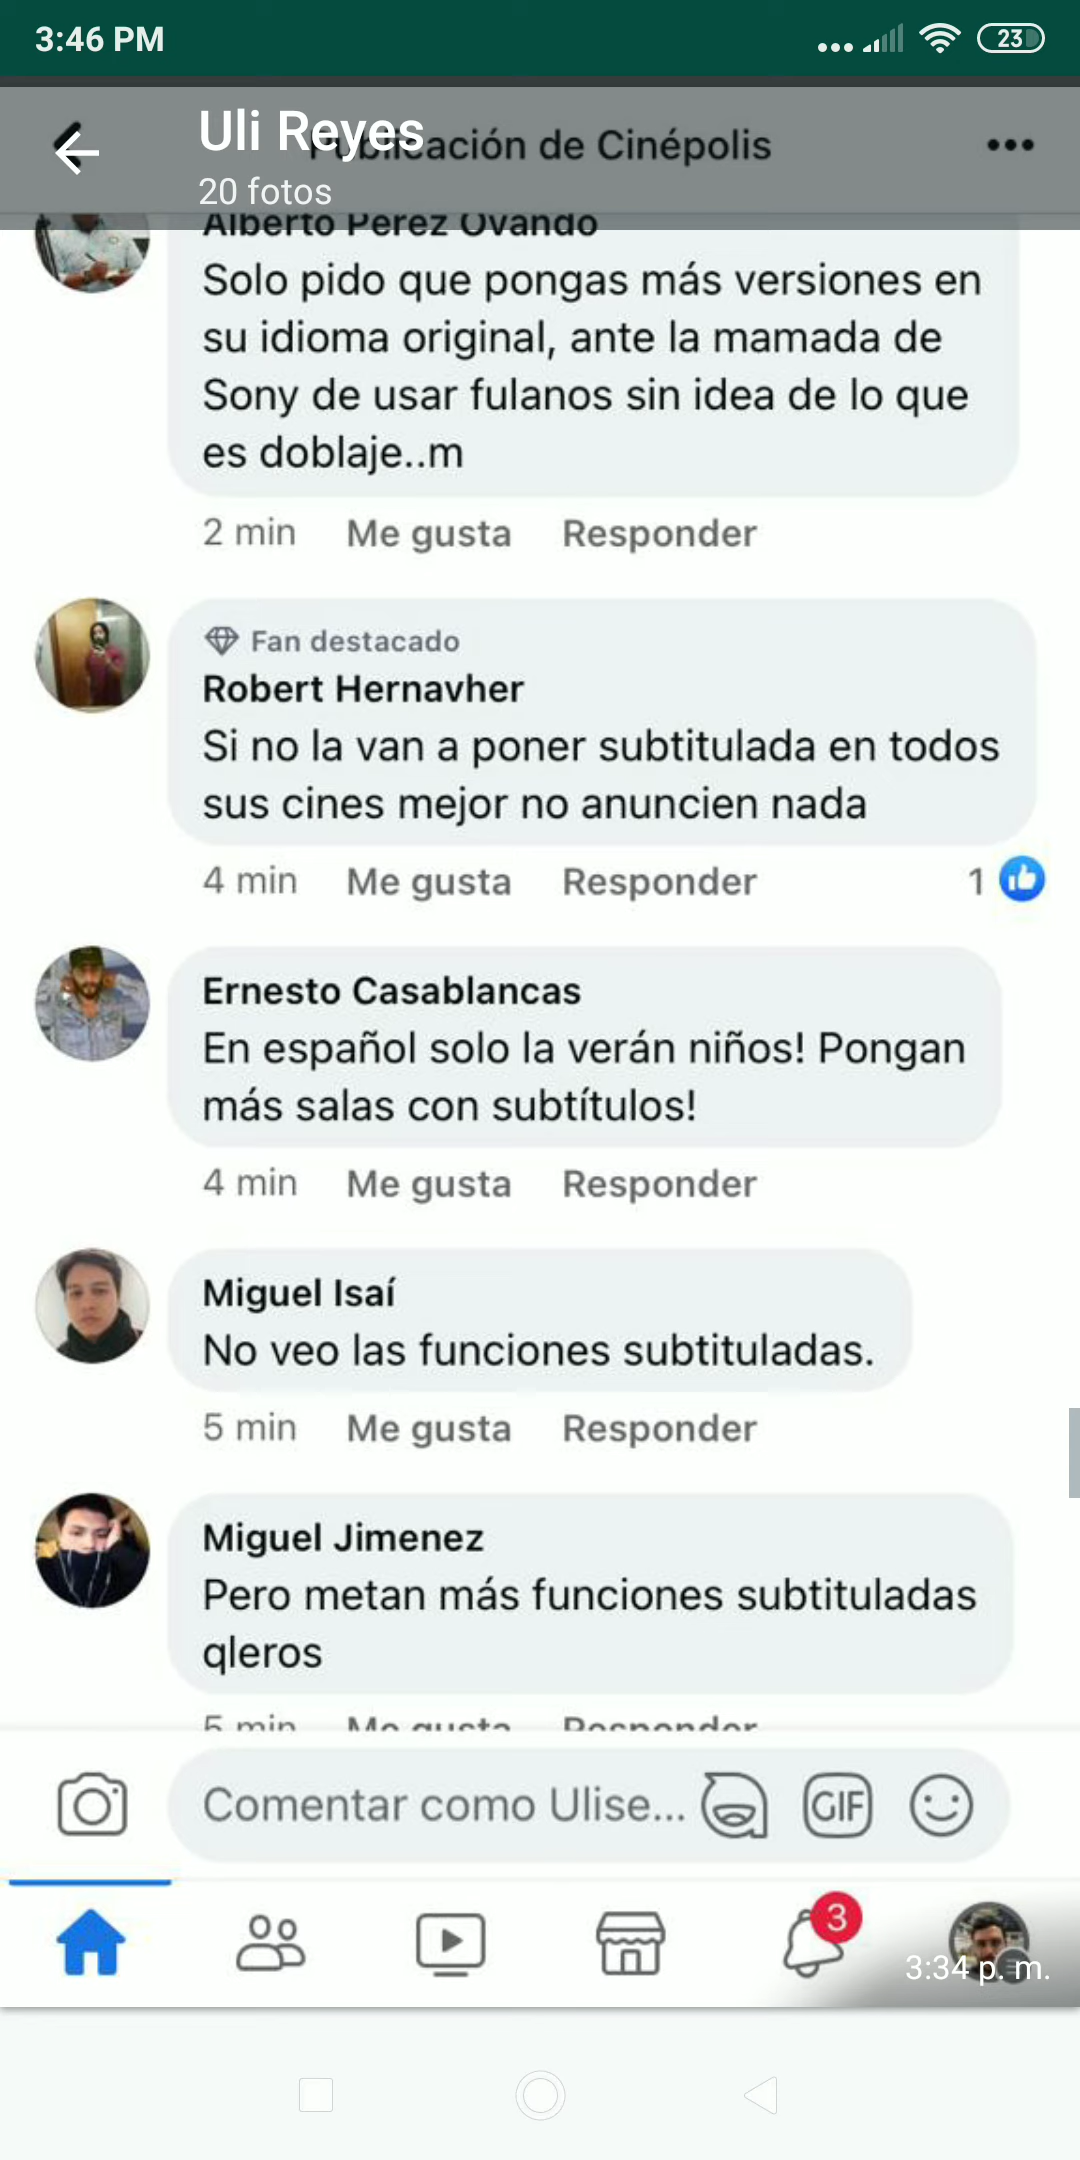 3:46 PM
23
Uli Reyes
Publicación de Cinépolis
20 fotos
Alberto Perez Ovando
Solo pido que pongas más versiones en
su idioma original, ante la mamada de
Sony de usar fulanos sin idea de lo que
es doblaje..m
2 min Me gusta Responder
Fan destacado
Robert Hernavher
Si no la van a poner subtitulada en todos
sus cines mejor no anuncien nada
4 min Me gusta Responder 1
Ernesto Casablancas
En español solo la verán niños! Pongan
más salas con subtítulos!
4 min Me gusta Responder
Miguel Isaí
No veo las funciones subtituladas.
5 min Me gusta Responder
Miguel Jimenez
Pero metan más funciones subtituladas
qleros
5 min Me gusta Responder
Comentar como Ulise... GIF
3
3:34 p. m.